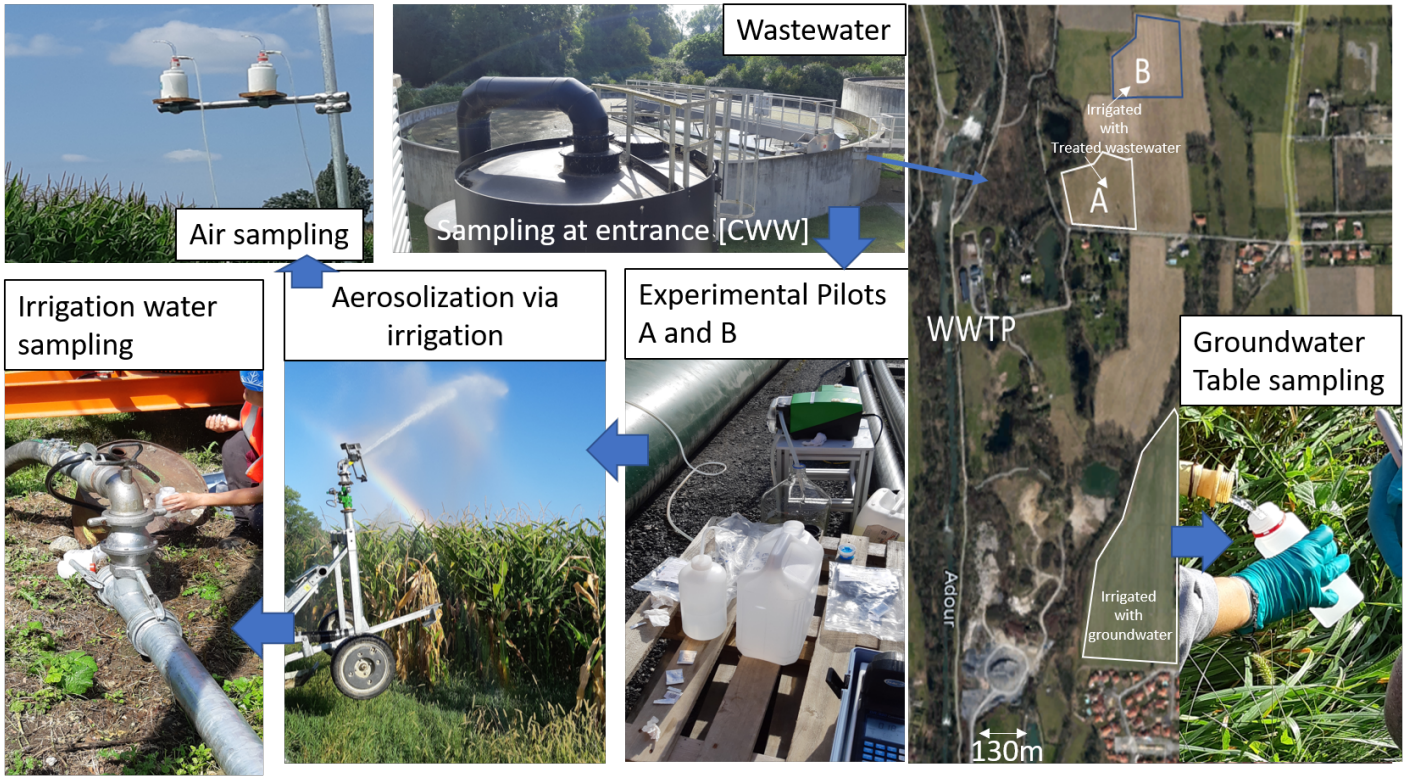 Wastewater
Air sampling
Sampling at entrance [CWW]
B
Irrigated
with
Treated wastewater
A
Irrigation water
sampling
Aerosolization via
irrigation
Experimental Pilots
A and B
WWTP
Groundwater
Table sampling
Adour
Irrigated
with
groundwater
130m